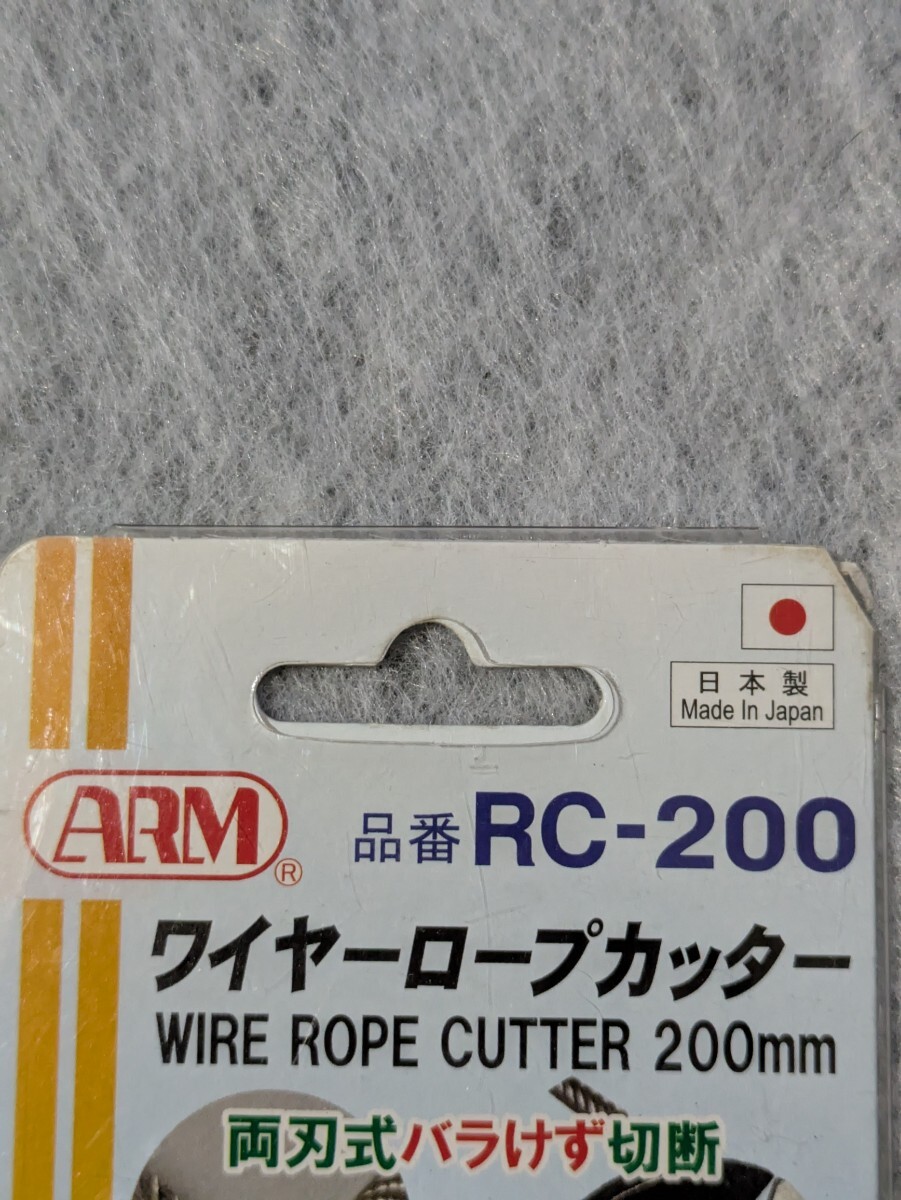 日本製
Made In Japan
ARM®
品番 RC-200
ワイヤーロープカッター
WIRE ROPE CUTTER 200mm
両刃式バラけず切断